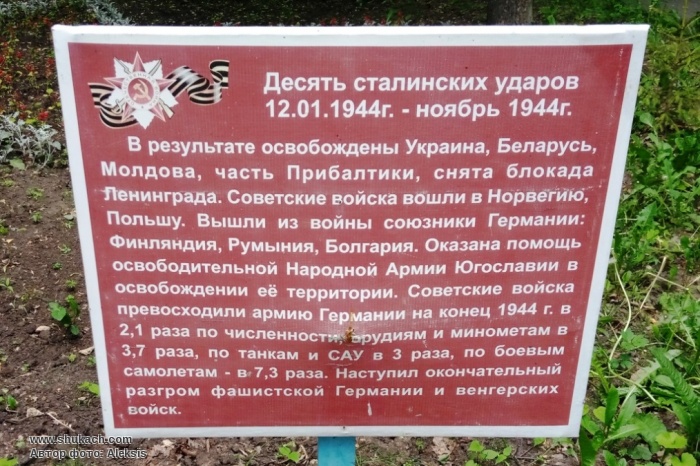 Десять сталинских ударов
12.01.1944г. - ноябрь 1944г.
В результате освобождены Украина, Беларусь,
Молдова, часть Прибалтики, снята блокада
Ленинграда. Советские войска вошли в Норвегию,
Польшу. Вышли из войны союзники Германии:
Финляндия, Румыния, Болгария. Оказана помощь
освободительной Народной Армии Югославии в
освобождении её территории. Советские войска
превосходили армию Германии на конец 1944 г. в
2,1 раза по численности, орудиям и минометам в
3,7 раза, по танкам и САУ в 3 раза, по боевым
самолетам - в 7,3 раза. Наступил окончательный
разгром фашистской Германии и венгерских
войск.
www.shukach.com
Автор фото: Aleksis